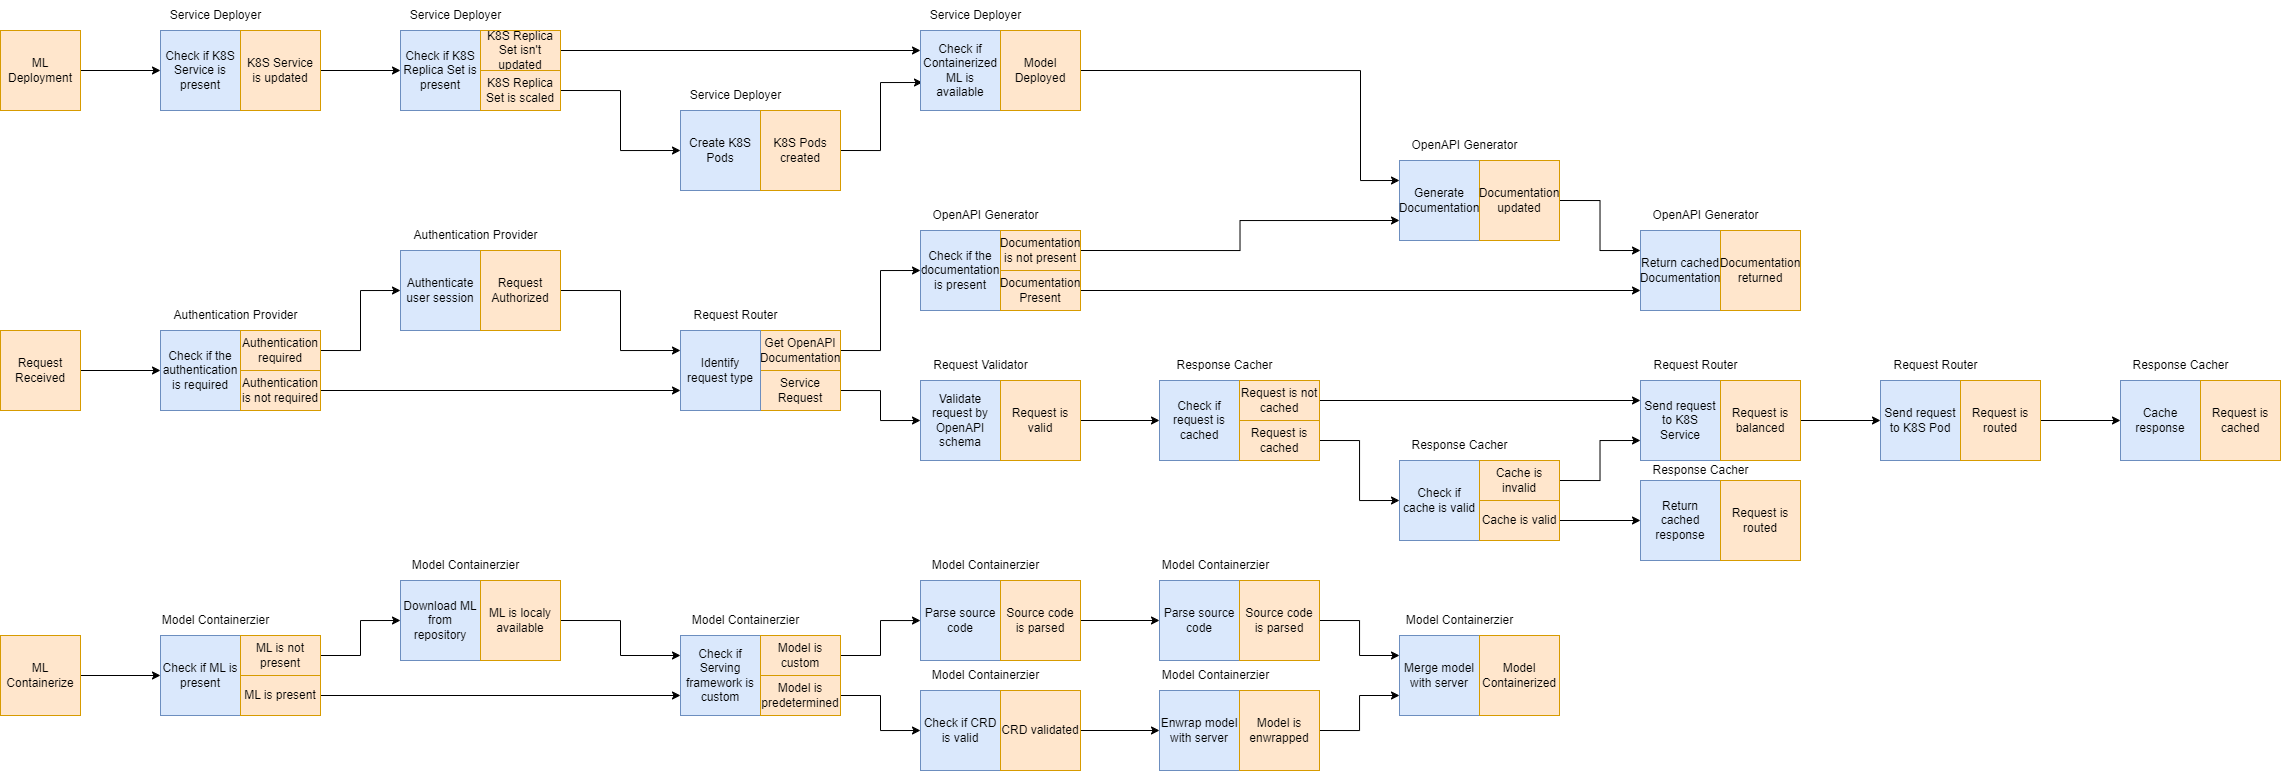 Service Deployer
Service Deployer
Service Deployer
ML
Deployment
Check if K8S
Service is
present
K8S Service
is updated
Check if K8S
Replica Set is
present
K8S Replica
Set isn't
updated
K8S Replica
Set is scaled
Service Deployer
Create K8S
Pods
K8S Pods
created
Check if
Containerized
ML is
available
Model
Deployed
OpenAPI Generator
Generate
Documentation
Documentation
updated
OpenAPI Generator
Check if the
documentation
is present
Documentation
is not present
Documentation
Present
OpenAPI Generator
Return cached
Documentation
Documentation
returned
Authentication Provider
Authenticate
user session
Request
Authorized
Authentication Provider
Request
Received
Check if the
authentication
is required
Authentication
required
Authentication
is not required
Request Router
Identify
request type
Get OpenAPI
Documentation
Service
Request
Request Validator
Validate
request by
OpenAPI
schema
Request is
valid
Response Cacher
Check if
request is
cached
Request is not
cached
Request is
cached
Response Cacher
Check if
cache is valid
Cache is
invalid
Cache is valid
Request Router
Send request
to K8S
Service
Request is
balanced
Response Cacher
Return
cached
response
Request is
routed
Request Router
Send request
to K8S Pod
Request is
routed
Response Cacher
Cache
response
Request is
cached
Model Containerzier
Download ML
from
repository
ML is localy
available
Model Containerzier
ML
Containerize
Check if ML is
present
ML is not
present
ML is present
Model Containerzier
Check if
Serving
framework is
custom
Model is
custom
Model is
predetermined
Model Containerzier
Parse source
code
Source code
is parsed
Model Containerzier
Parse source
code
Source code
is parsed
Model Containerzier
Check if CRD
is valid
CRD validated
Model Containerzier
Enwrap model
with server
Model is
enwrapped
Model Containerzier
Merge model
with server
Model
Containerized